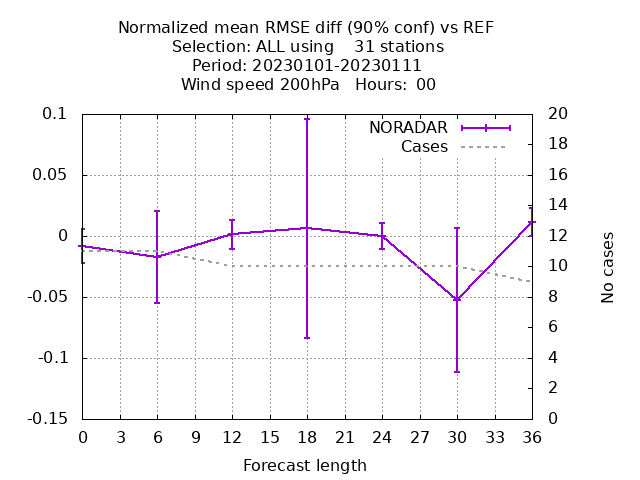 Normalized mean RMSE diff (90% conf) vs REF
Selection: ALL using    31 stations
Period: 20230101-20230111
Wind speed 200hPa   Hours:  00
NORADAR
Cases
0.1
0.05
0
-0.05
-0.1
-0.15
20
18
16
14
12
10
8
6
4
2
0
No cases
0 3 6 9 12 15 18 21 24 27 30 33 36
Forecast length